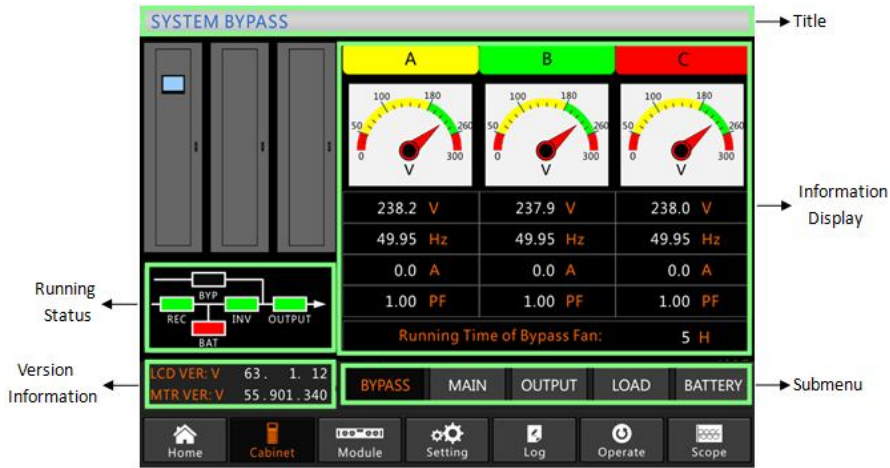 SYSTEM BYPASS
Title
A B C
50 100 180 260 0 300 V
50 100 180 260 0 300 V
50 100 180 260 0 300 V
238.2 V 237.9 V 238.0 V
49.95 Hz 49.95 Hz 49.95 Hz
0.0 A 0.0 A 0.0 A
1.00 PF 1.00 PF 1.00 PF
Running Time of Bypass Fan: 5 H
Information
Display
Running
Status
BYP
REC INV OUTPUT
BAT
Version
Information
LCD VER: V 63. 1. 12
MTR VER: V 55.901.340
BYPASS MAIN OUTPUT LOAD BATTERY
Submenu
Home Cabinet Module Setting Log Operate Scope